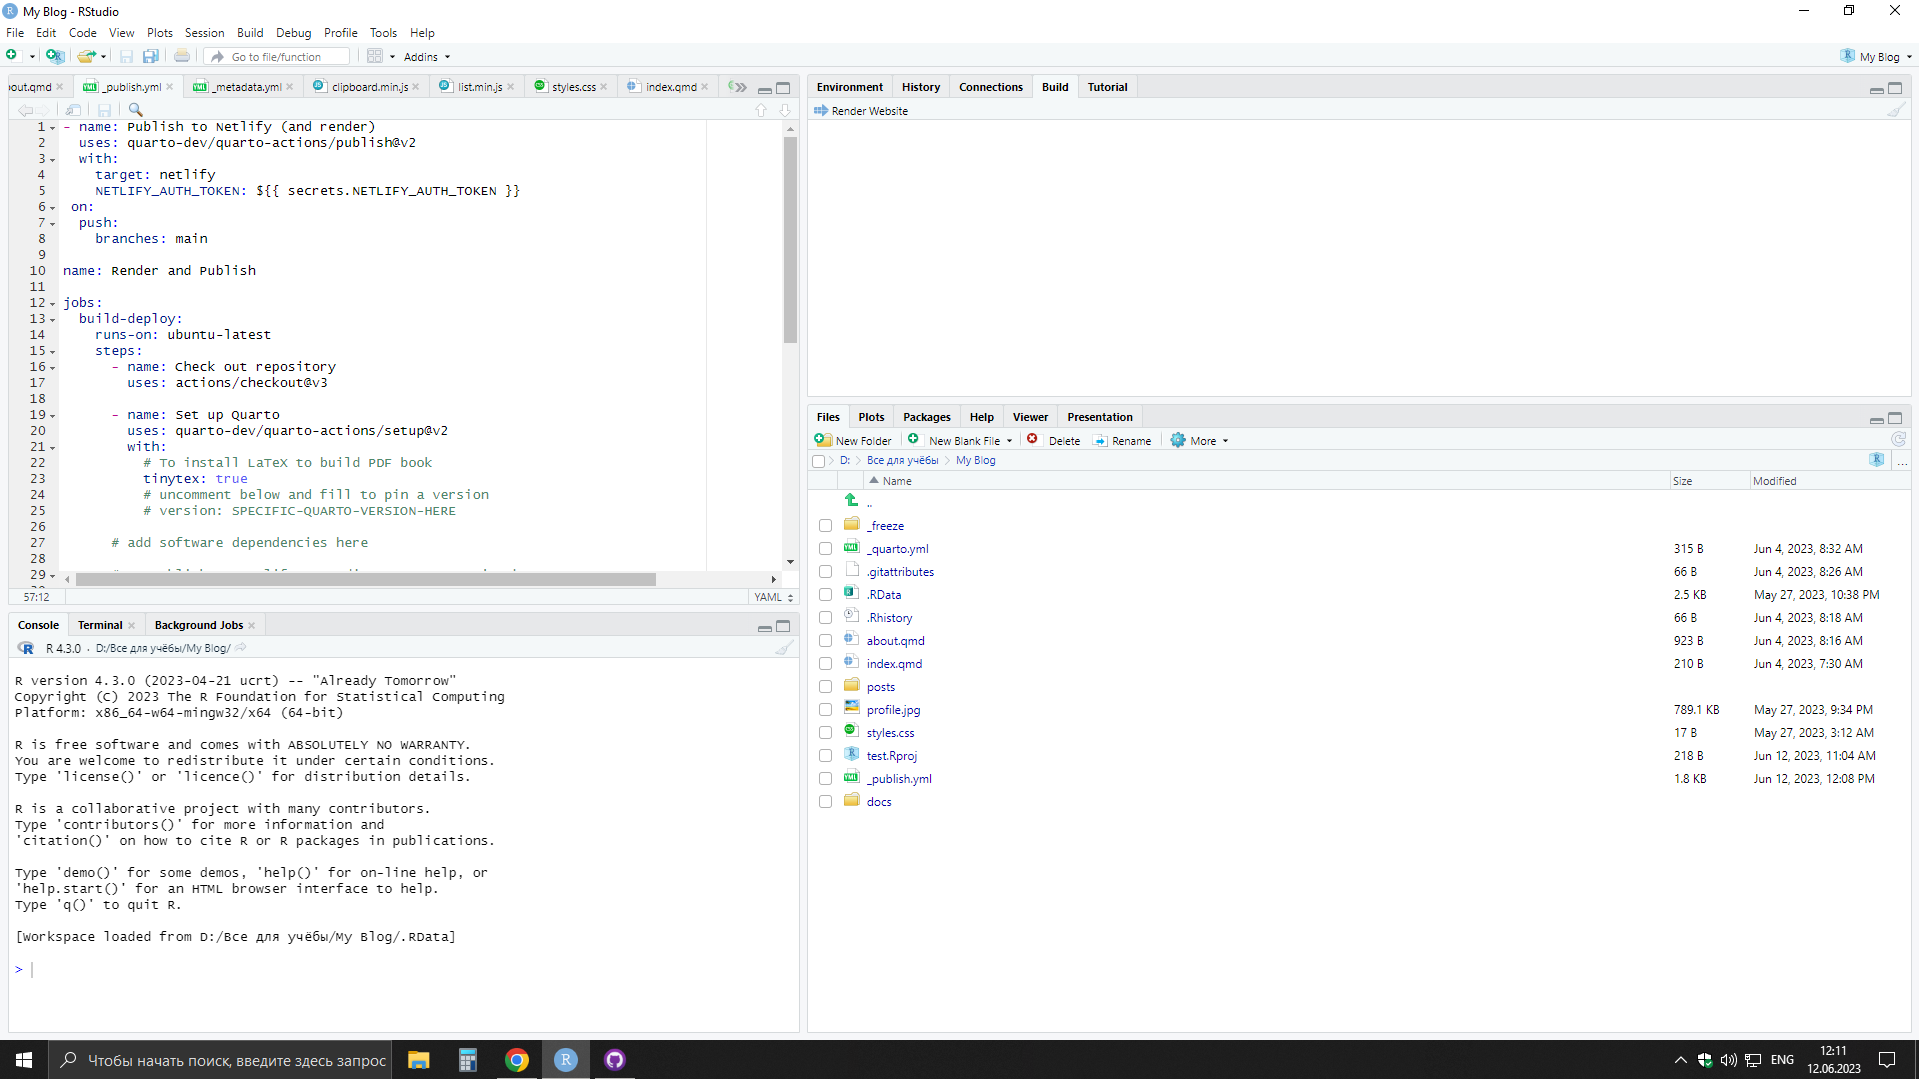 My Blog - RStudio
File Edit Code View Plots Session Build Debug Profile Tools Help
Go to file/function Addins My Blog
out.qmd _publish.yml _metadata.yml clipboard.min.js list.min.js styles.css index.qmd
1 - name: Publish to Netlify (and render)
2 uses: quarto-dev/quarto-actions/publish@v2
3 with:
4 target: netlify
5 NETLIFY_AUTH_TOKEN: ${{ secrets.NETLIFY_AUTH_TOKEN }}
6 on:
7 push:
8 branches: main
9
10 name: Render and Publish
11
12 jobs:
13 build-deploy:
14 runs-on: ubuntu-latest
15 steps:
16 - name: Check out repository
17 uses: actions/checkout@v3
18
19 - name: Set up Quarto
20 uses: quarto-dev/quarto-actions/setup@v2
21 with:
22 # To install LaTeX to build PDF book
23 tinytex: true
24 # uncomment below and fill to pin a version
25 # version: SPECIFIC-QUARTO-VERSION-HERE
26
27 # add software dependencies here
28
29
57:12 YAML
Console Terminal Background Jobs
R 4.3.0 · D:/Все для учёбы/My Blog/
R version 4.3.0 (2023-04-21 ucrt) -- "Already Tomorrow"
Copyright (C) 2023 The R Foundation for Statistical Computing
Platform: x86_64-w64-mingw32/x64 (64-bit)
R is free software and comes with ABSOLUTELY NO WARRANTY.
You are welcome to redistribute it under certain conditions.
Type 'license()' or 'licence()' for distribution details.
R is a collaborative project with many contributors.
Type 'contributors()' for more information and
'citation()' on how to cite R or R packages in publications.
Type 'demo()' for some demos, 'help()' for on-line help, or
'help.start()' for an HTML browser interface to help.
Type 'q()' to quit R.
[Workspace loaded from D:/Все для учёбы/My Blog/.RData]
>
Environment History Connections Build Tutorial
Render Website
Files Plots Packages Help Viewer Presentation
New Folder New Blank File Delete Rename More
D: Все для учёбы My Blog ...
Name Size Modified
..
_freeze
_quarto.yml 315 B Jun 4, 2023, 8:32 AM
.gitattributes 66 B Jun 4, 2023, 8:26 AM
.RData 2.5 KB May 27, 2023, 10:38 PM
.Rhistory 66 B Jun 4, 2023, 8:18 AM
about.qmd 923 B Jun 4, 2023, 8:16 AM
index.qmd 210 B Jun 4, 2023, 7:30 AM
posts
profile.jpg 789.1 KB May 27, 2023, 9:34 PM
styles.css 17 B May 27, 2023, 3:12 AM
test.Rproj 218 B Jun 12, 2023, 11:04 AM
_publish.yml 1.8 KB Jun 12, 2023, 12:08 PM
docs
Чтобы начать поиск, введите здесь запрос
ENG
12:11
12.06.2023